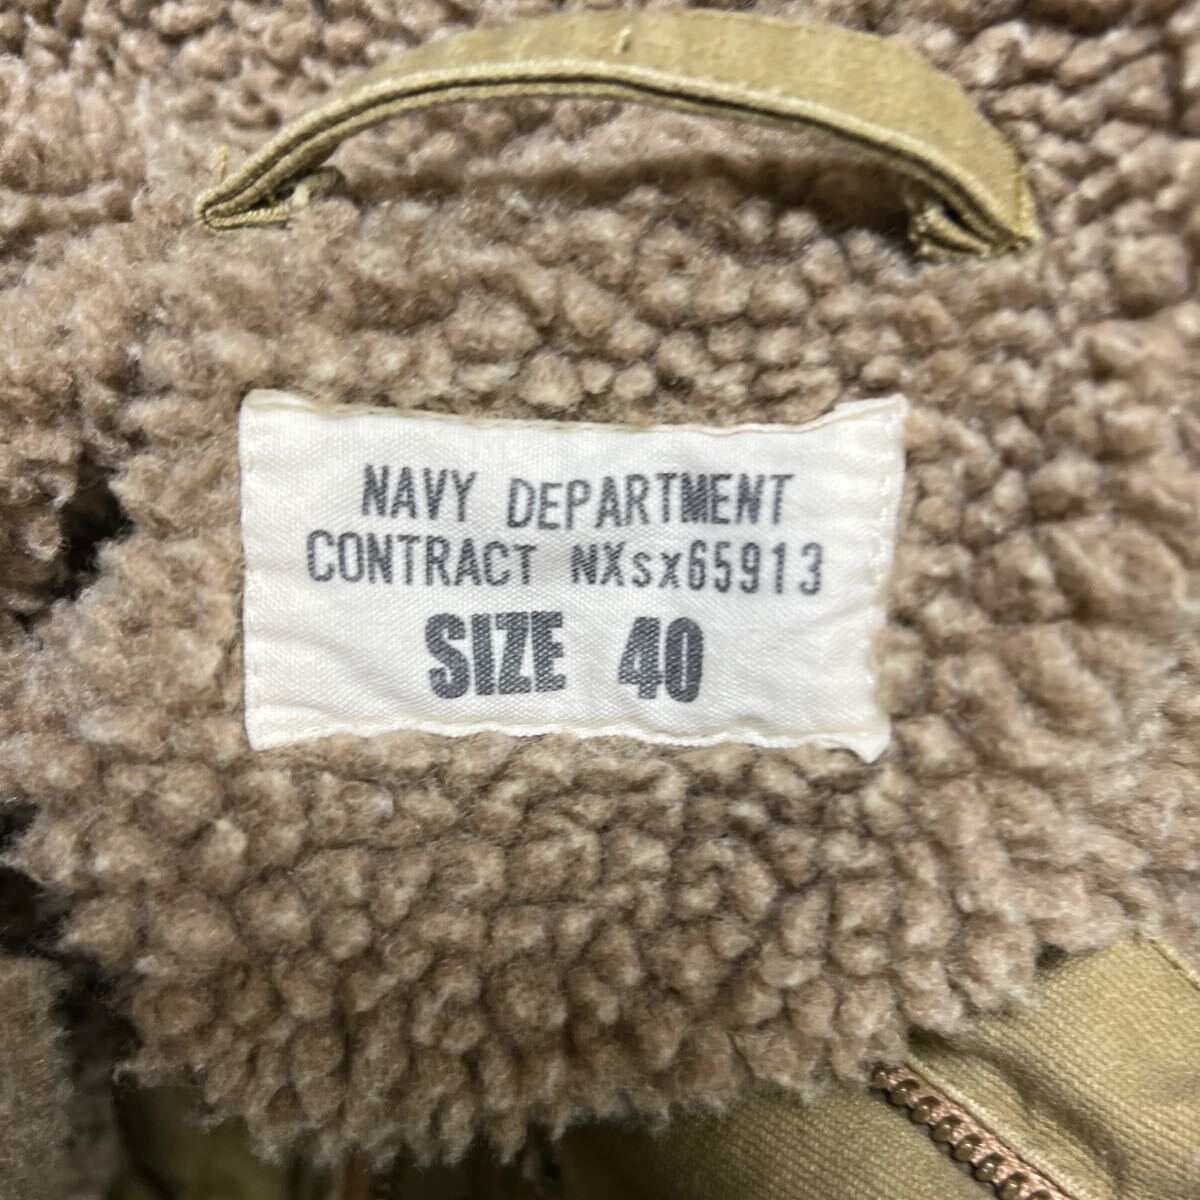 NAVY DEPARTMENT
CONTRACT NXsx65913
SIZE 40